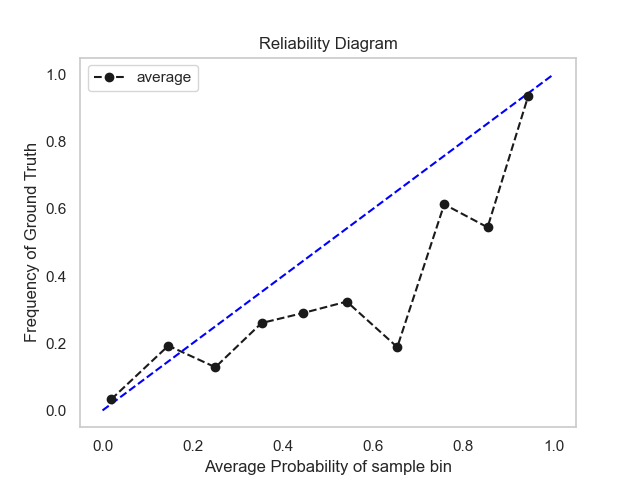 Reliability Diagram
average
1.0
0.8
0.6
0.4
0.2
0.0
Frequency of Ground Truth
0.0 0.2 0.4 0.6 0.8 1.0
Average Probability of sample bin